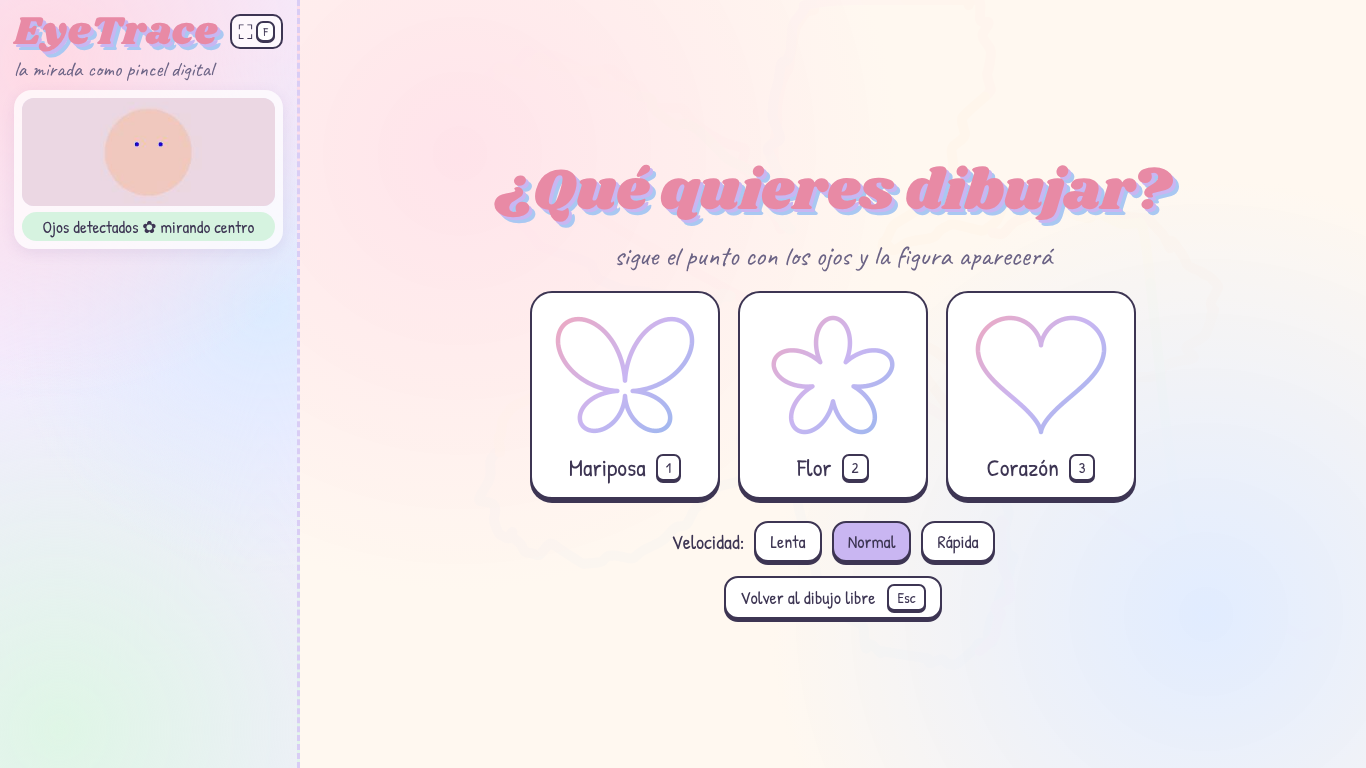 EyeTrace
F
la mirada como pincel digital
Ojos detectados ✿ mirando centro
¿Qué quieres dibujar?
sigue el punto con los ojos y la figura aparecerá
Mariposa 1
Flor 2
Corazón 3
Velocidad: Lenta Normal Rápida
Volver al dibujo libre Esc